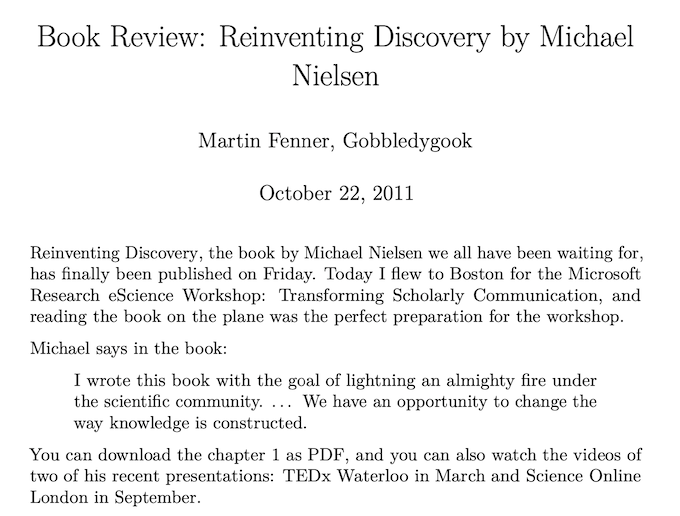 Book Review: Reinventing Discovery by Michael
Nielsen
Martin Fenner, Gobbledygook
October 22, 2011
Reinventing Discovery, the book by Michael Nielsen we all have been waiting for,
has finally been published on Friday. Today I flew to Boston for the Microsoft
Research eScience Workshop: Transforming Scholarly Communication, and
reading the book on the plane was the perfect preparation for the workshop.
Michael says in the book:
I wrote this book with the goal of lightning an almighty fire under
the scientific community. … We have an opportunity to change the
way knowledge is constructed.
You can download the chapter 1 as PDF, and you can also watch the videos of
two of his recent presentations: TEDx Waterloo in March and Science Online
London in September.